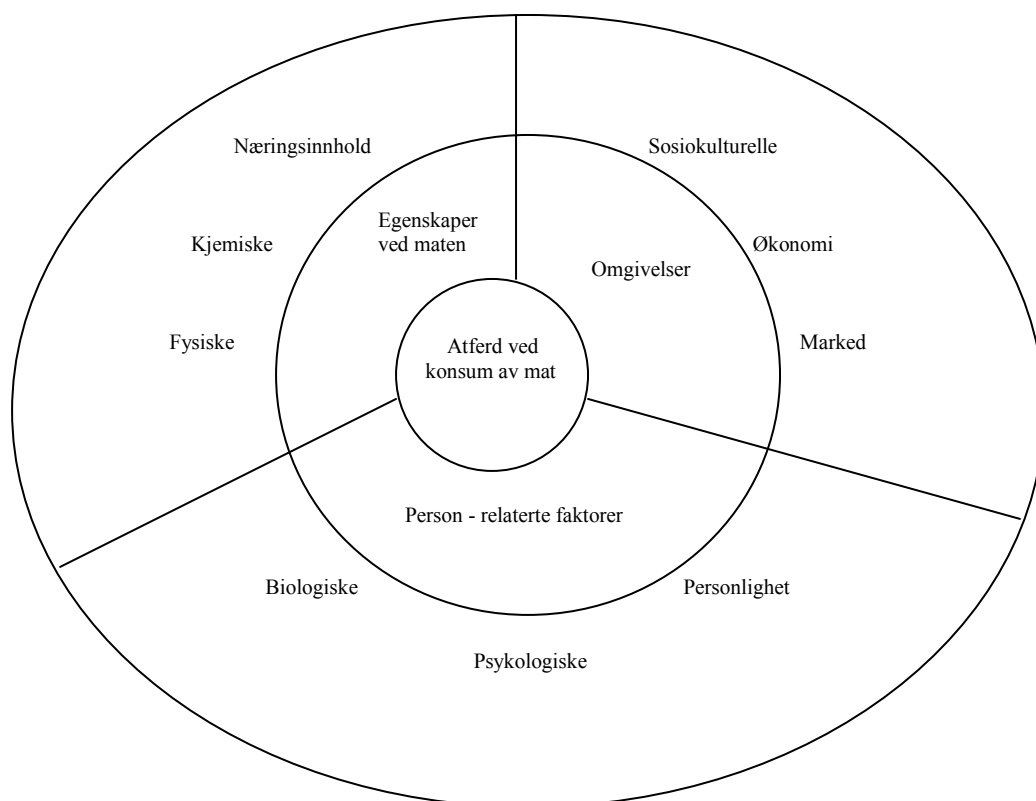 Næringsinnhold
Sosiokulturelle
Egenskaper
ved maten
Kjemiske
Økonomi
Omgivelser
Fysiske
Marked
Atferd ved
konsum av mat
Person - relaterte faktorer
Biologiske
Personlighet
Psykologiske